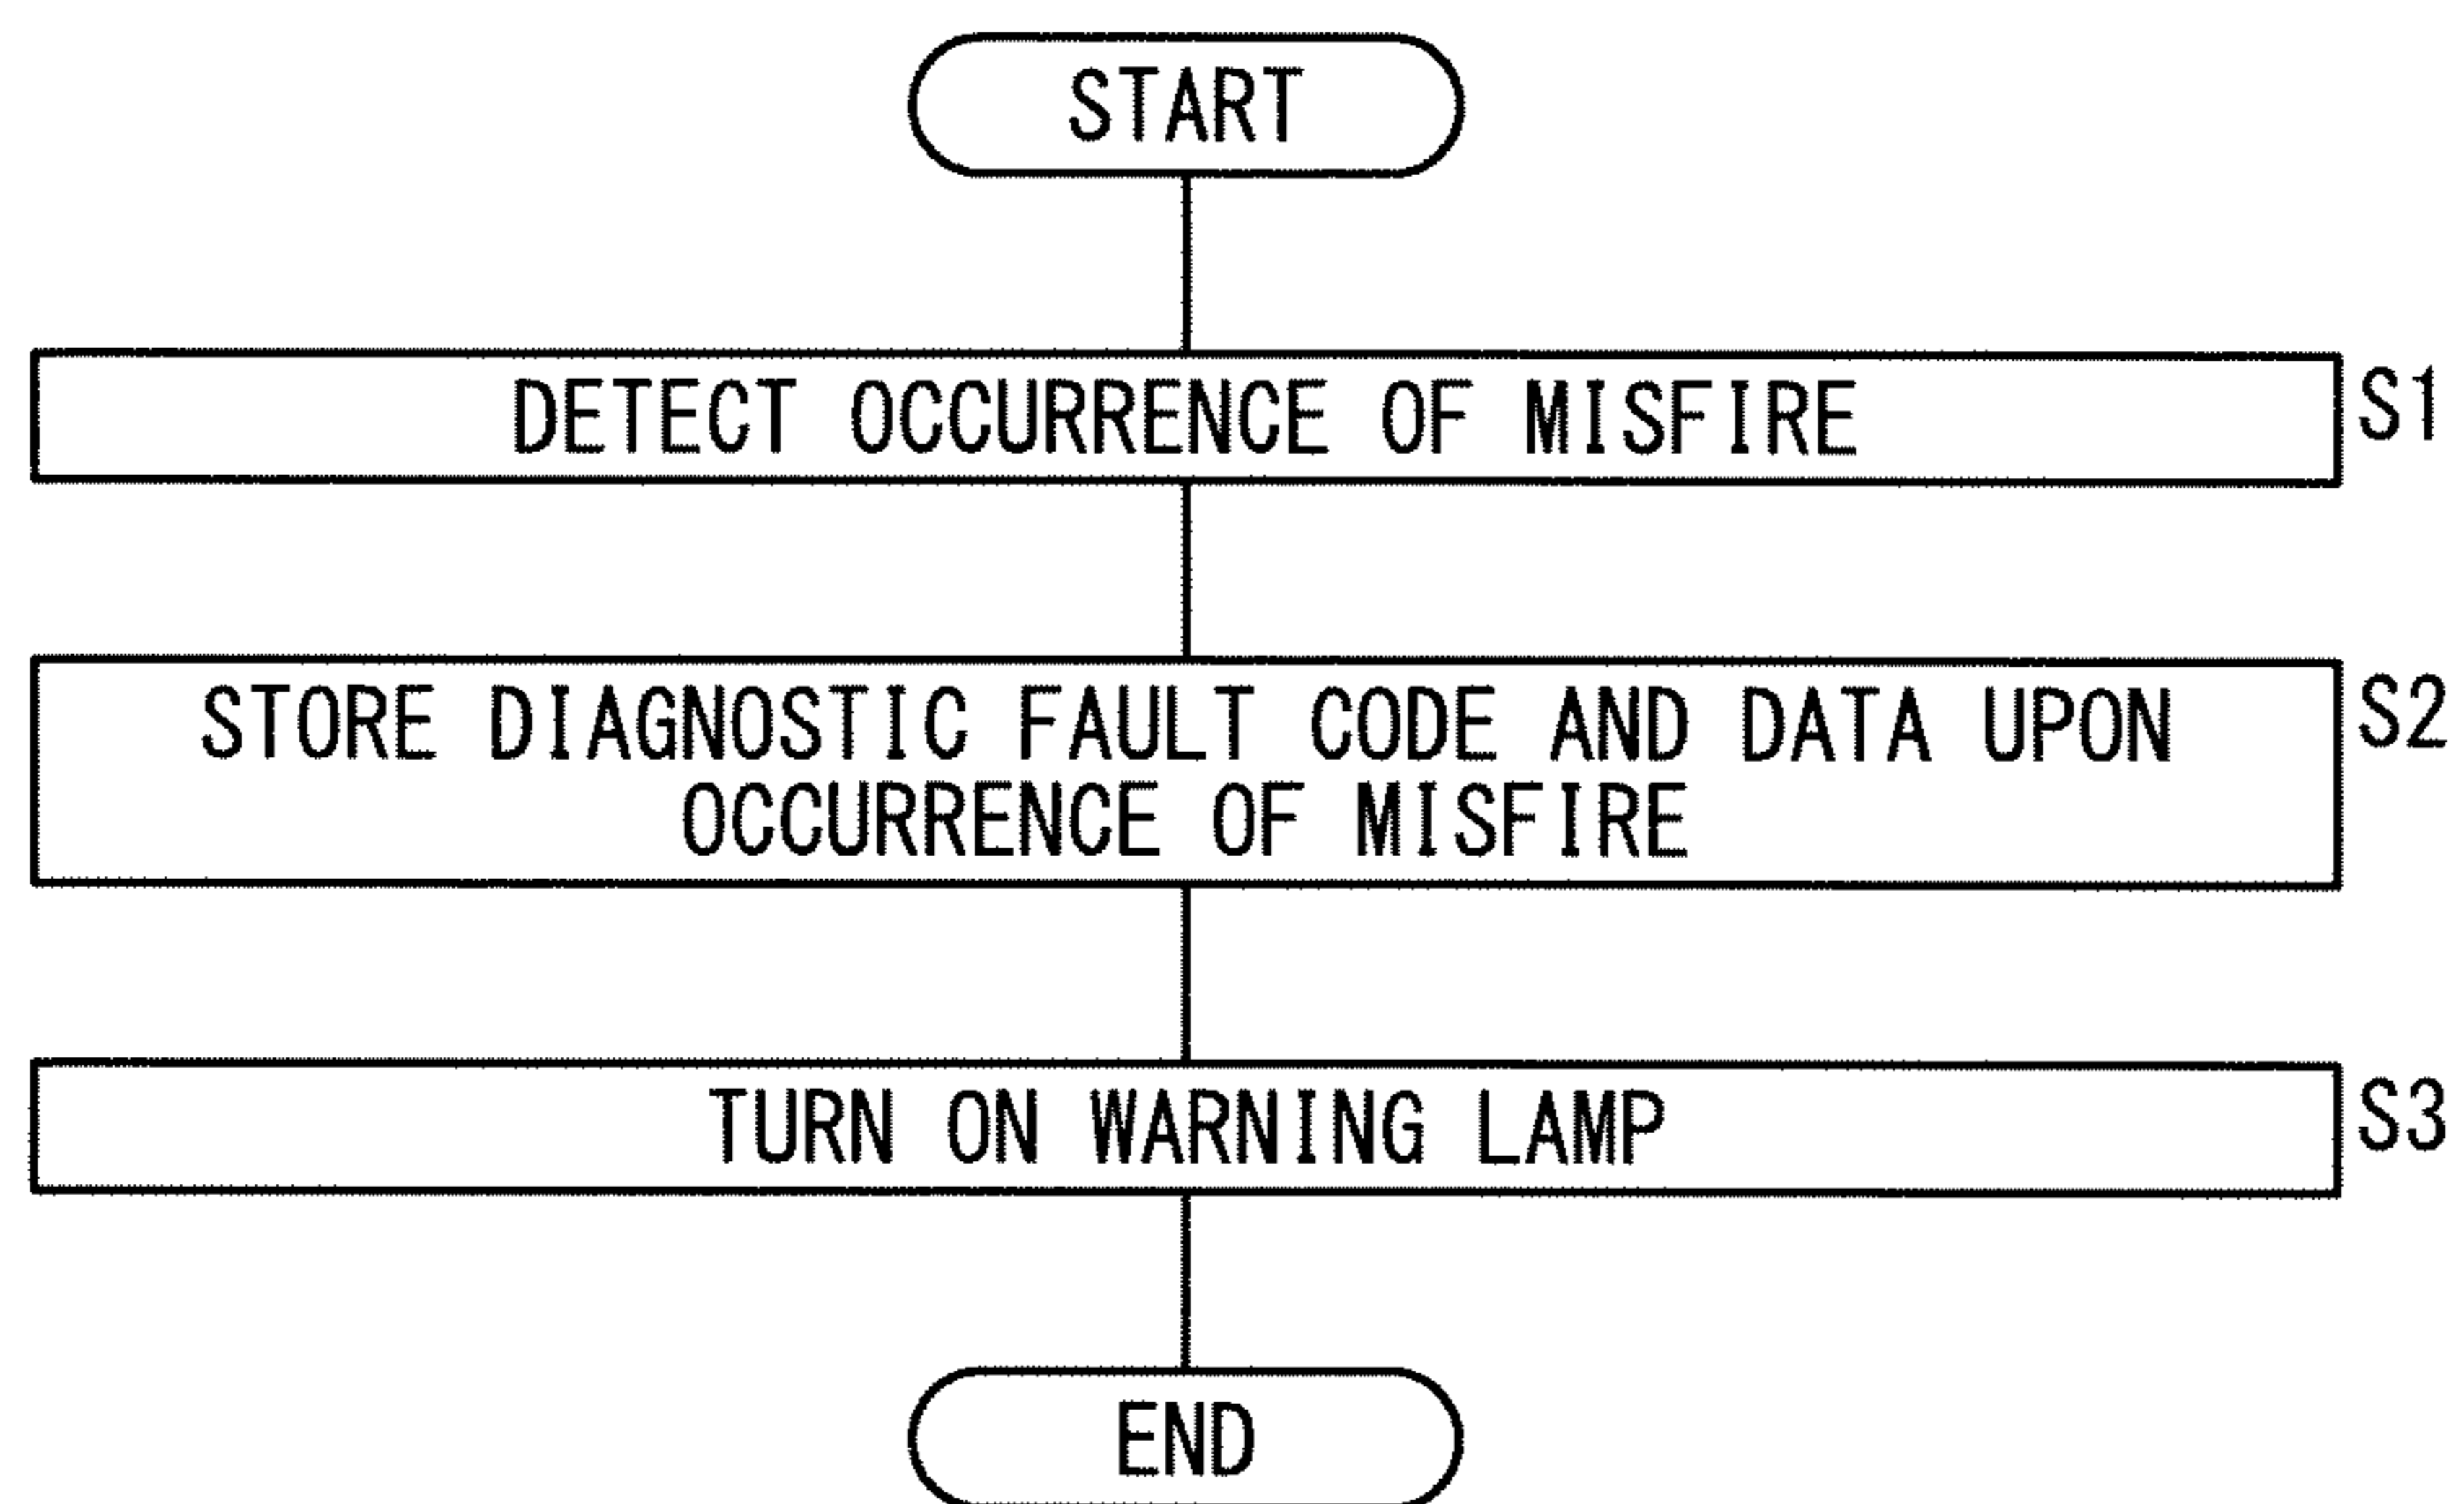 START
DETECT OCCURRENCE OF MISFIRE S1
STORE DIAGNOSTIC FAULT CODE AND DATA UPON S2
OCCURRENCE OF MISFIRE
TURN ON WARNING LAMP S3
END